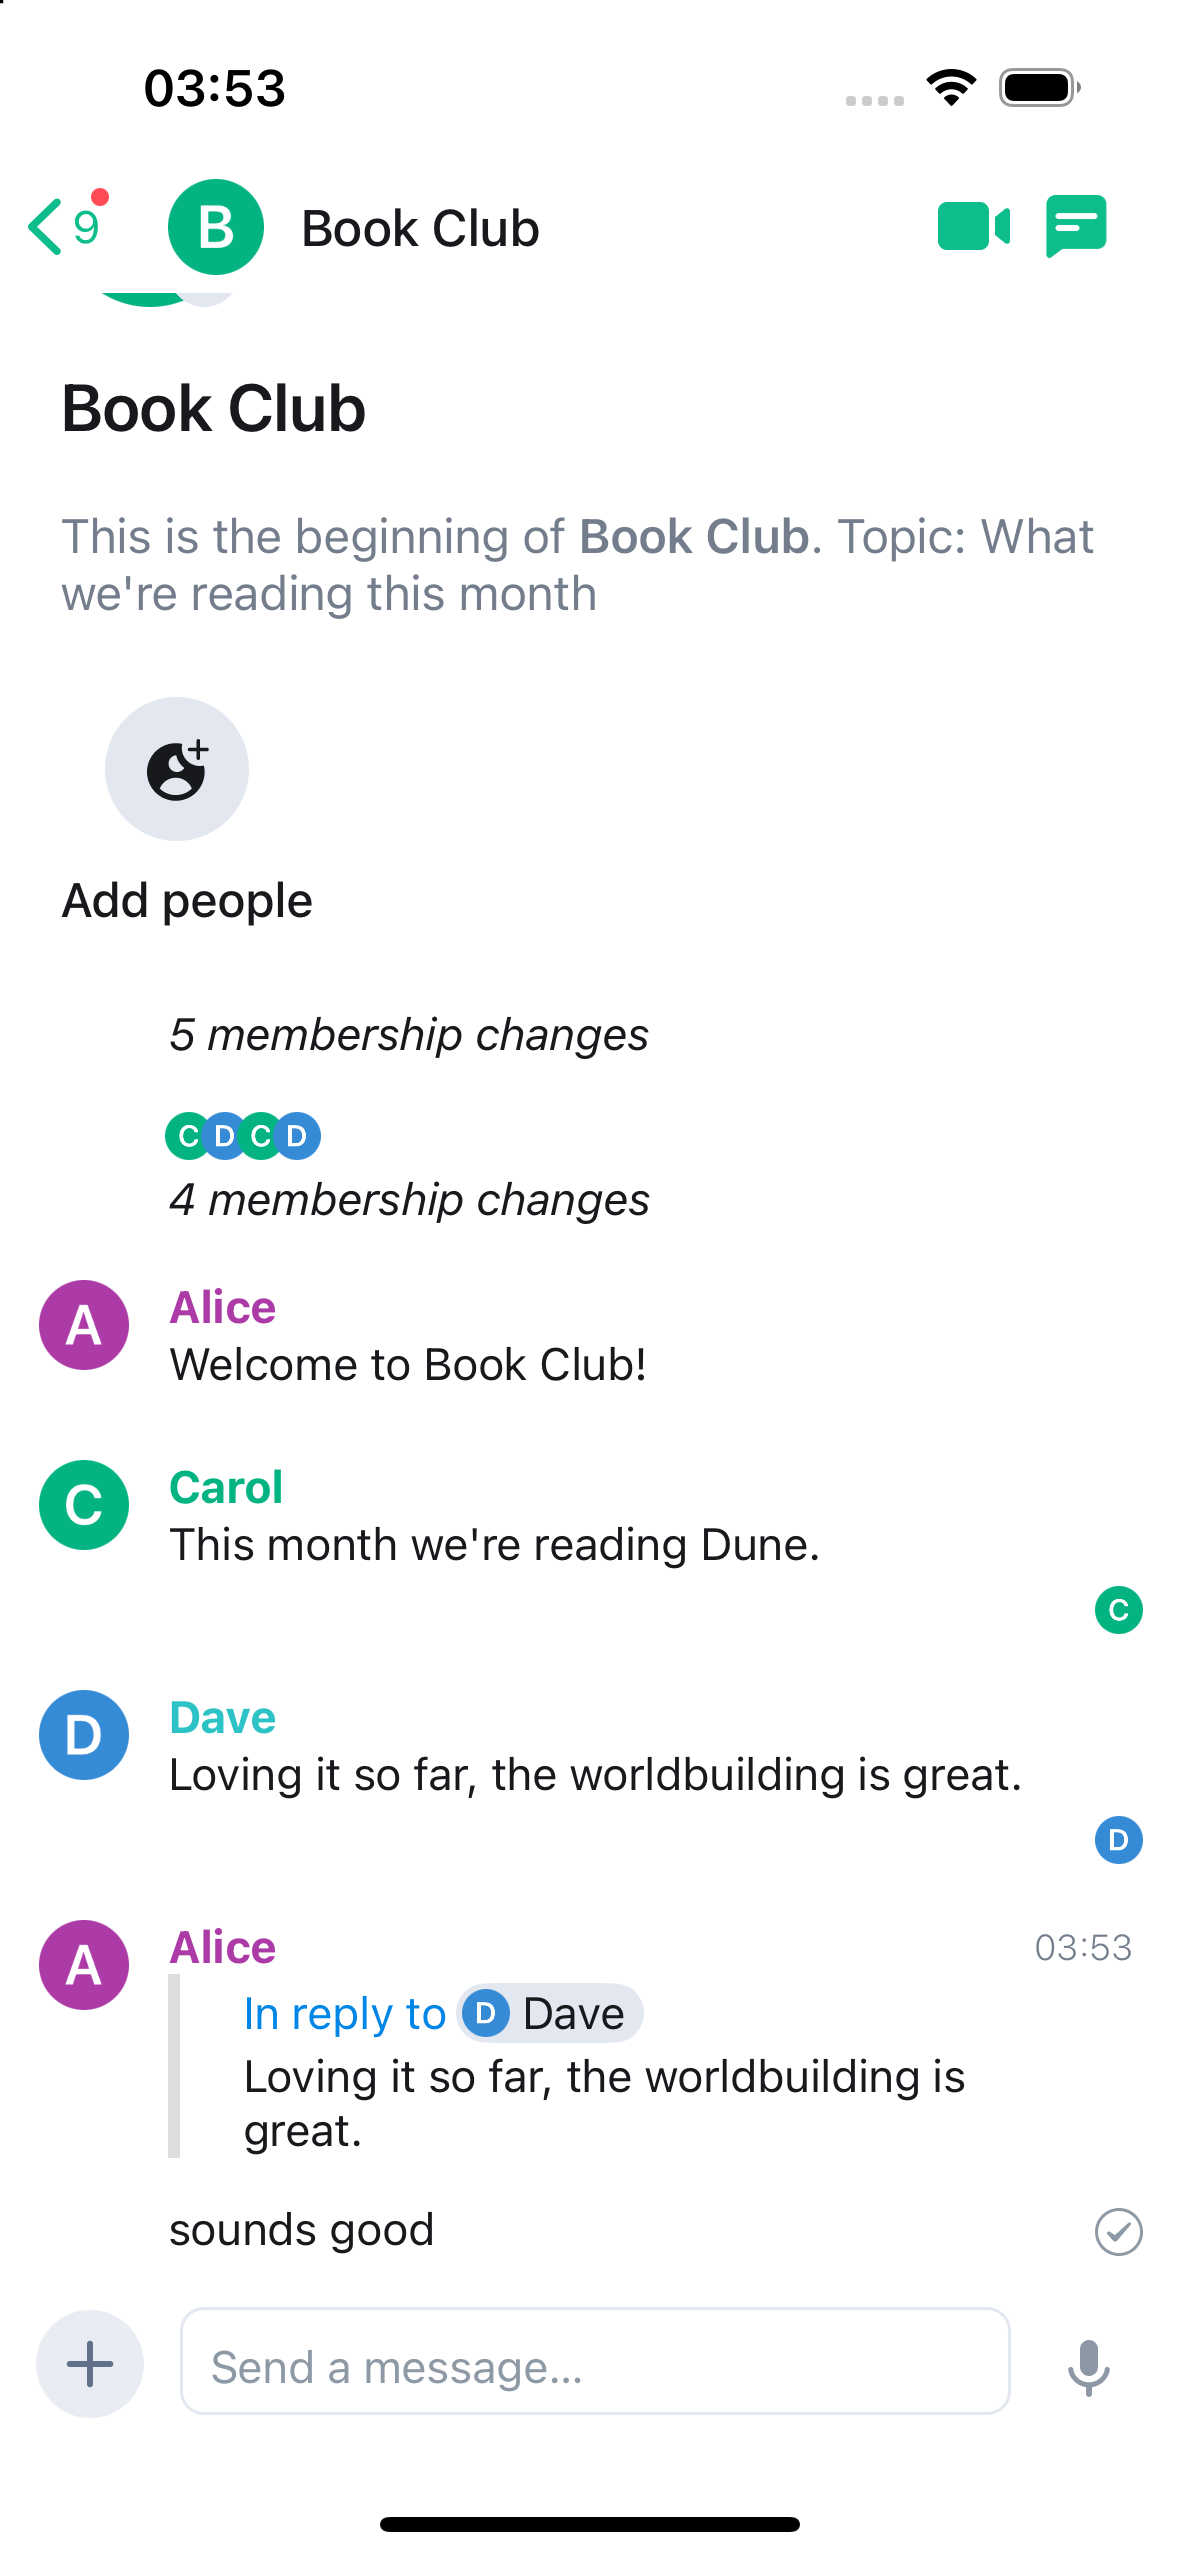 03:53
9
B
Book Club
Book Club
This is the beginning of Book Club. Topic: What
we're reading this month
Add people
5 membership changes
C D C D
4 membership changes
A
Alice
Welcome to Book Club!
C
Carol
This month we're reading Dune.
C
D
Dave
Loving it so far, the worldbuilding is great.
D
A
Alice
03:53
In reply to D Dave
Loving it so far, the worldbuilding is
great.
sounds good
Send a message...